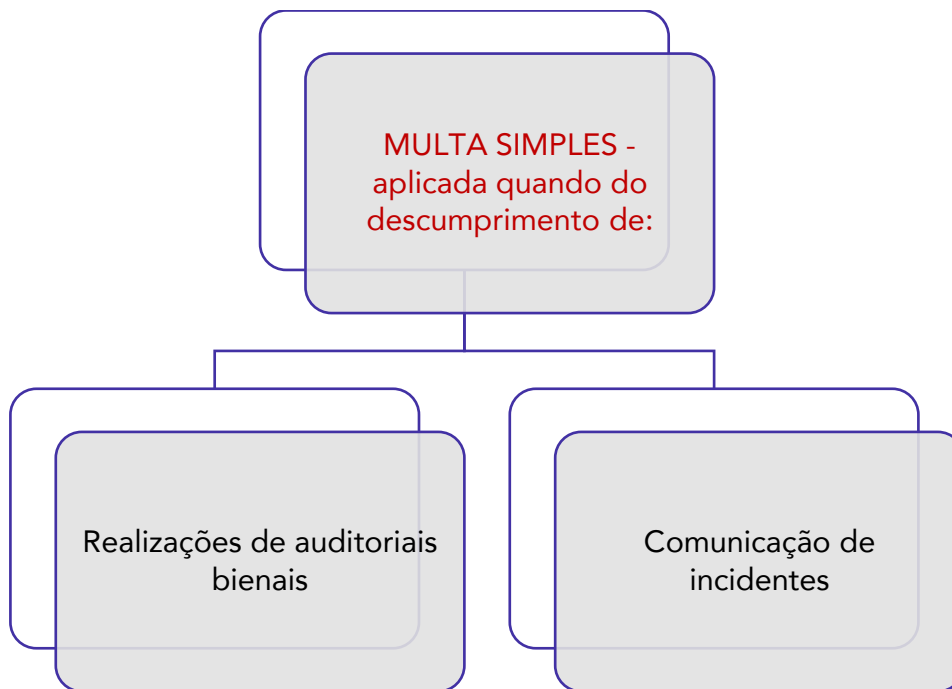 MULTA SIMPLES -
aplicada quando do
descumprimento de:
Realizações de auditoriais
bienais
Comunicação de
incidentes